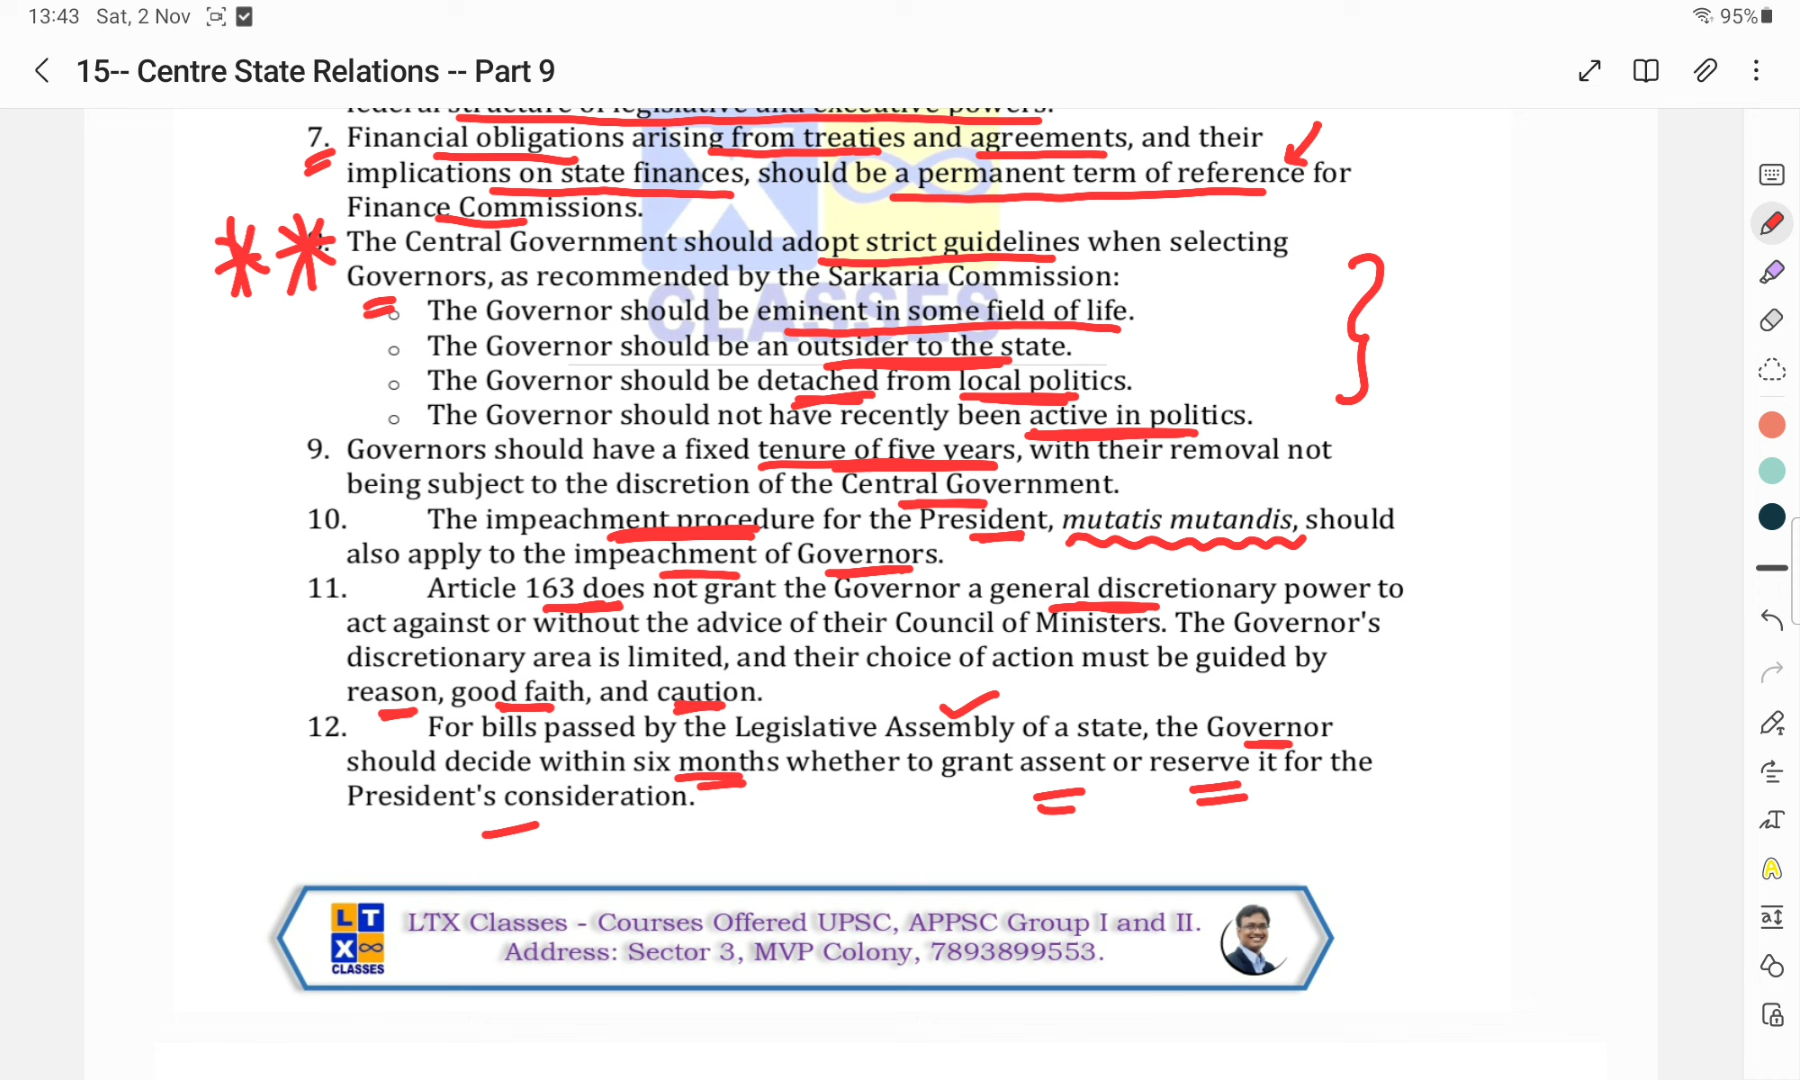 13:43 Sat, 2 Nov
95%
15-- Centre State Relations -- Part 9
federal structure of legislative and executive powers.
7. Financial obligations arising from treaties and agreements, and their
implications on state finances, should be a permanent term of reference for
Finance Commissions.
The Central Government should adopt strict guidelines when selecting
Governors, as recommended by the Sarkaria Commission:
o The Governor should be eminent in some field of life.
o The Governor should be an outsider to the state.
o The Governor should be detached from local politics.
o The Governor should not have recently been active in politics.
9. Governors should have a fixed tenure of five years, with their removal not
being subject to the discretion of the Central Government.
10. The impeachment procedure for the President, mutatis mutandis, should
also apply to the impeachment of Governors.
11. Article 163 does not grant the Governor a general discretionary power to
act against or without the advice of their Council of Ministers. The Governor's
discretionary area is limited, and their choice of action must be guided by
reason, good faith, and caution.
12. For bills passed by the Legislative Assembly of a state, the Governor
should decide within six months whether to grant assent or reserve it for the
President's consideration.
CLASSES
LTX
CLASSES
LTX Classes - Courses Offered UPSC, APPSC Group I and II.
Address: Sector 3, MVP Colony, 7893899553.